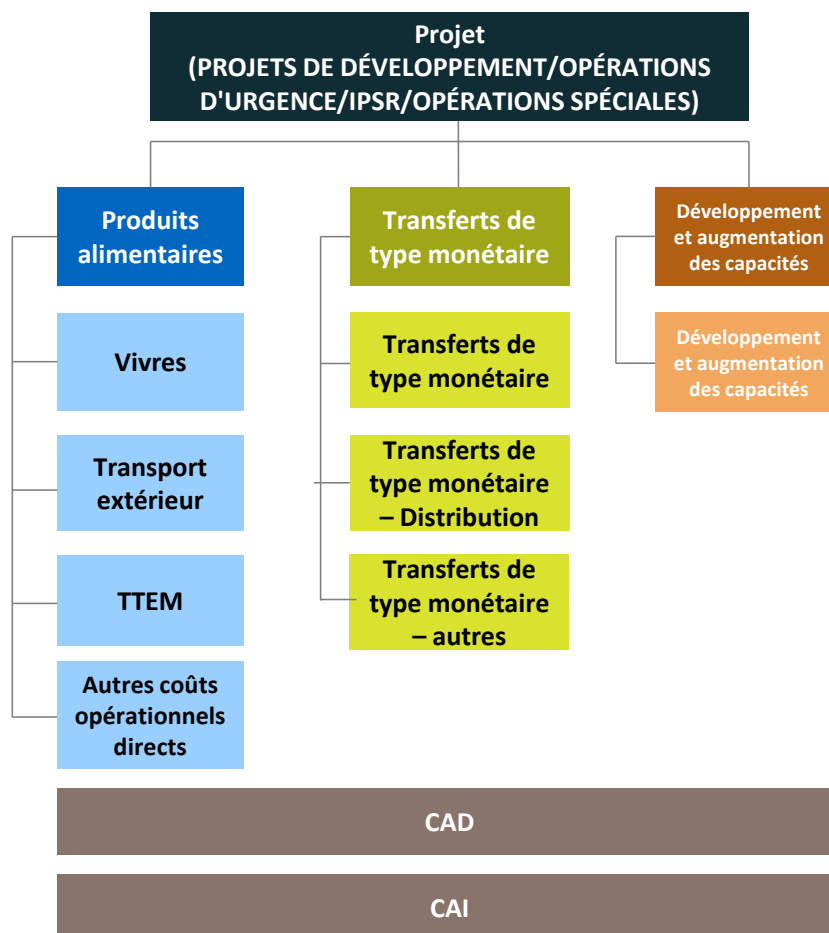 Projet
(PROJETS DE DÉVELOPPEMENT/OPÉRATIONS
D'URGENCE/IPSR/OPÉRATIONS SPÉCIALES)
Produits
alimentaires
Vivres
Transport
extérieur
TTEM
Autres coûts
opérationnels
directs
Transferts de
type monétaire
Transferts de
type monétaire
Transferts de
type monétaire
– Distribution
Transferts de
type monétaire
– autres
Développement
et augmentation
des capacités
Développement
et augmentation
des capacités
CAD
CAI